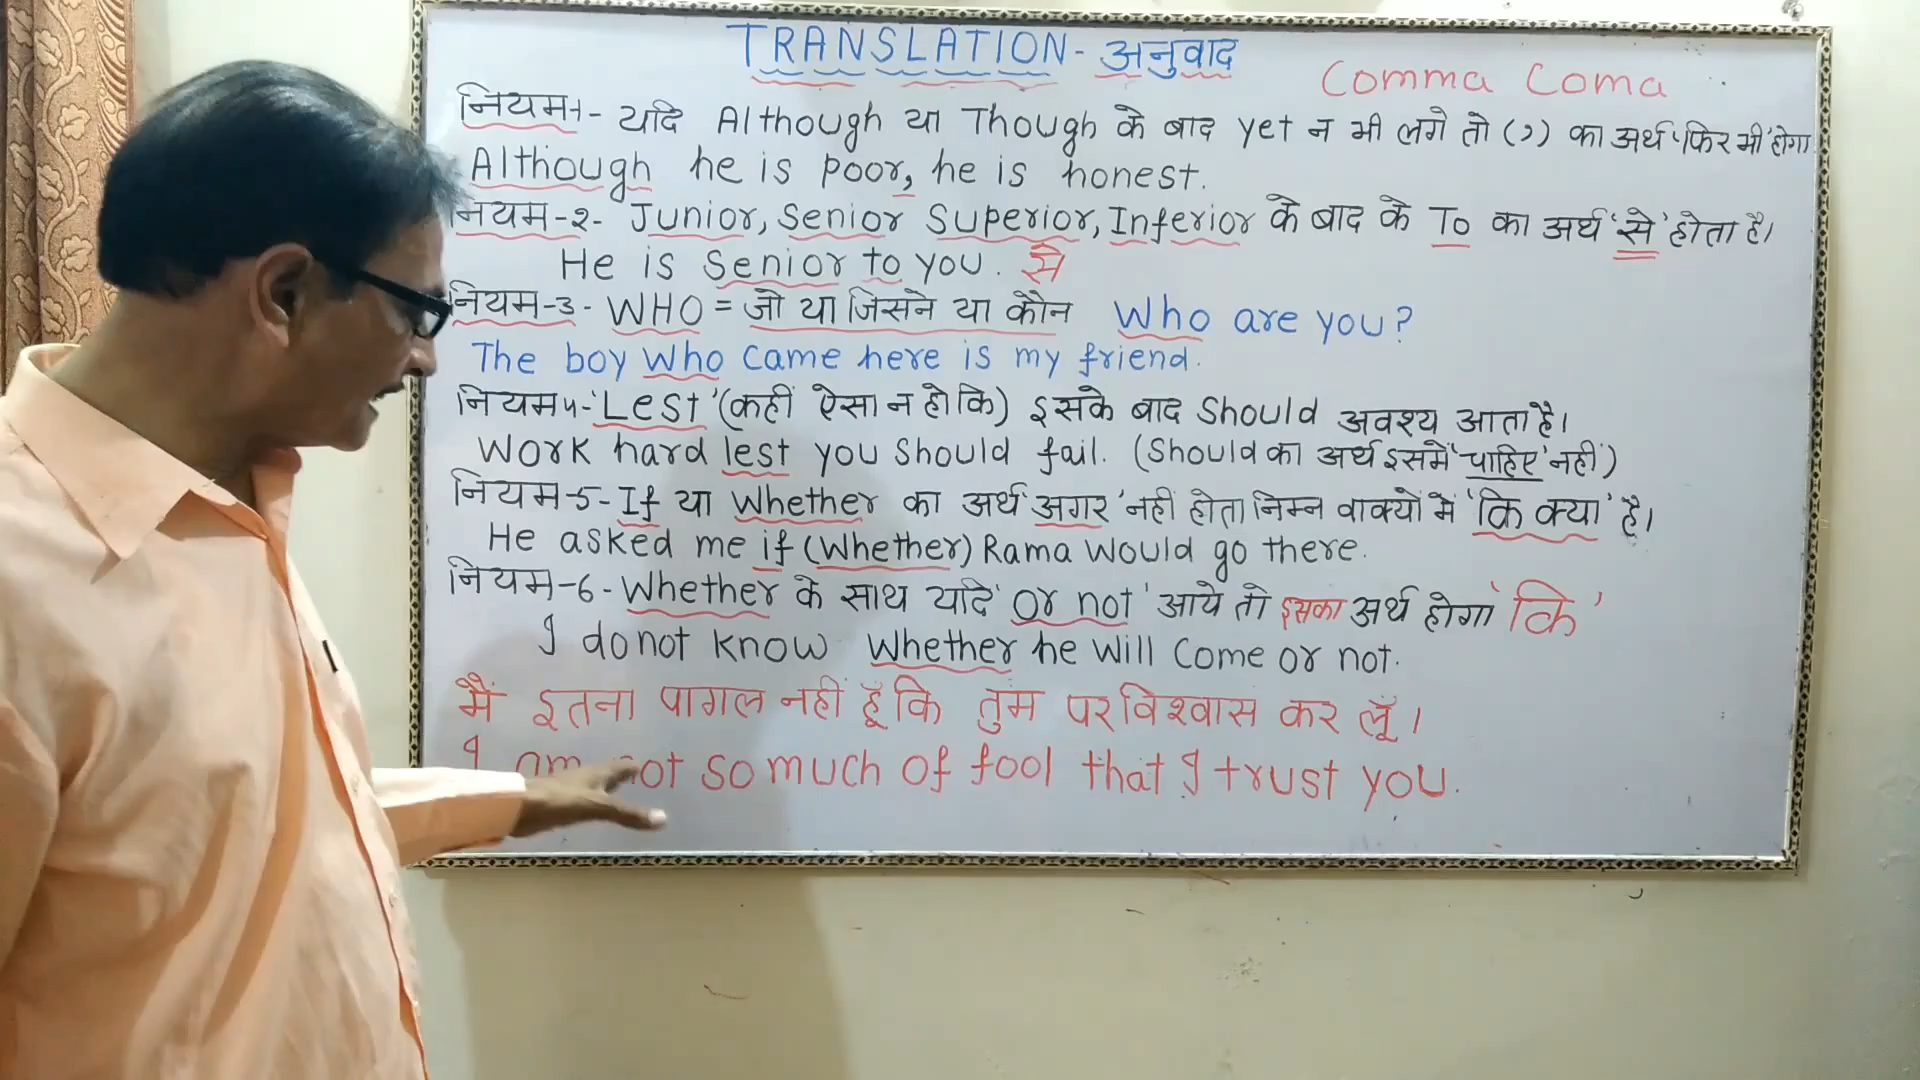 TRANSLATION - अनुवाद
Comma Coma
नियम1- यदि Although या Though के बाद yet न भी लगे तो (,) का अर्थ 'फिर भी' होगा
Although he is poor, he is honest.
नियम-2- Junior, Senior Superior, Inferior के बाद के To का अर्थ 'से' होता है।
He is senior to you. से
नियम-3- WHO = जो या जिसने या कौन Who are you?
The boy who came here is my friend.
नियम4-'Lest' (कहीं ऐसा न हो कि) इसके बाद Should अवश्य आता है।
Work hard lest you should fail. (Should का अर्थ इसमें 'चाहिए' नहीं)
नियम-5-If या Whether का अर्थ 'अगर' नहीं होता निम्न वाक्यों में 'कि क्या' है।
He asked me if (Whether) Rama would go there.
नियम-6- Whether के साथ यदि 'or not' आये तो इसका अर्थ होगा 'कि'
I do not know Whether he will come or not.
मैं इतना पागल नहीं हूँ कि तुम पर विश्वास कर लूँ।
I am not so much of fool that I trust you.